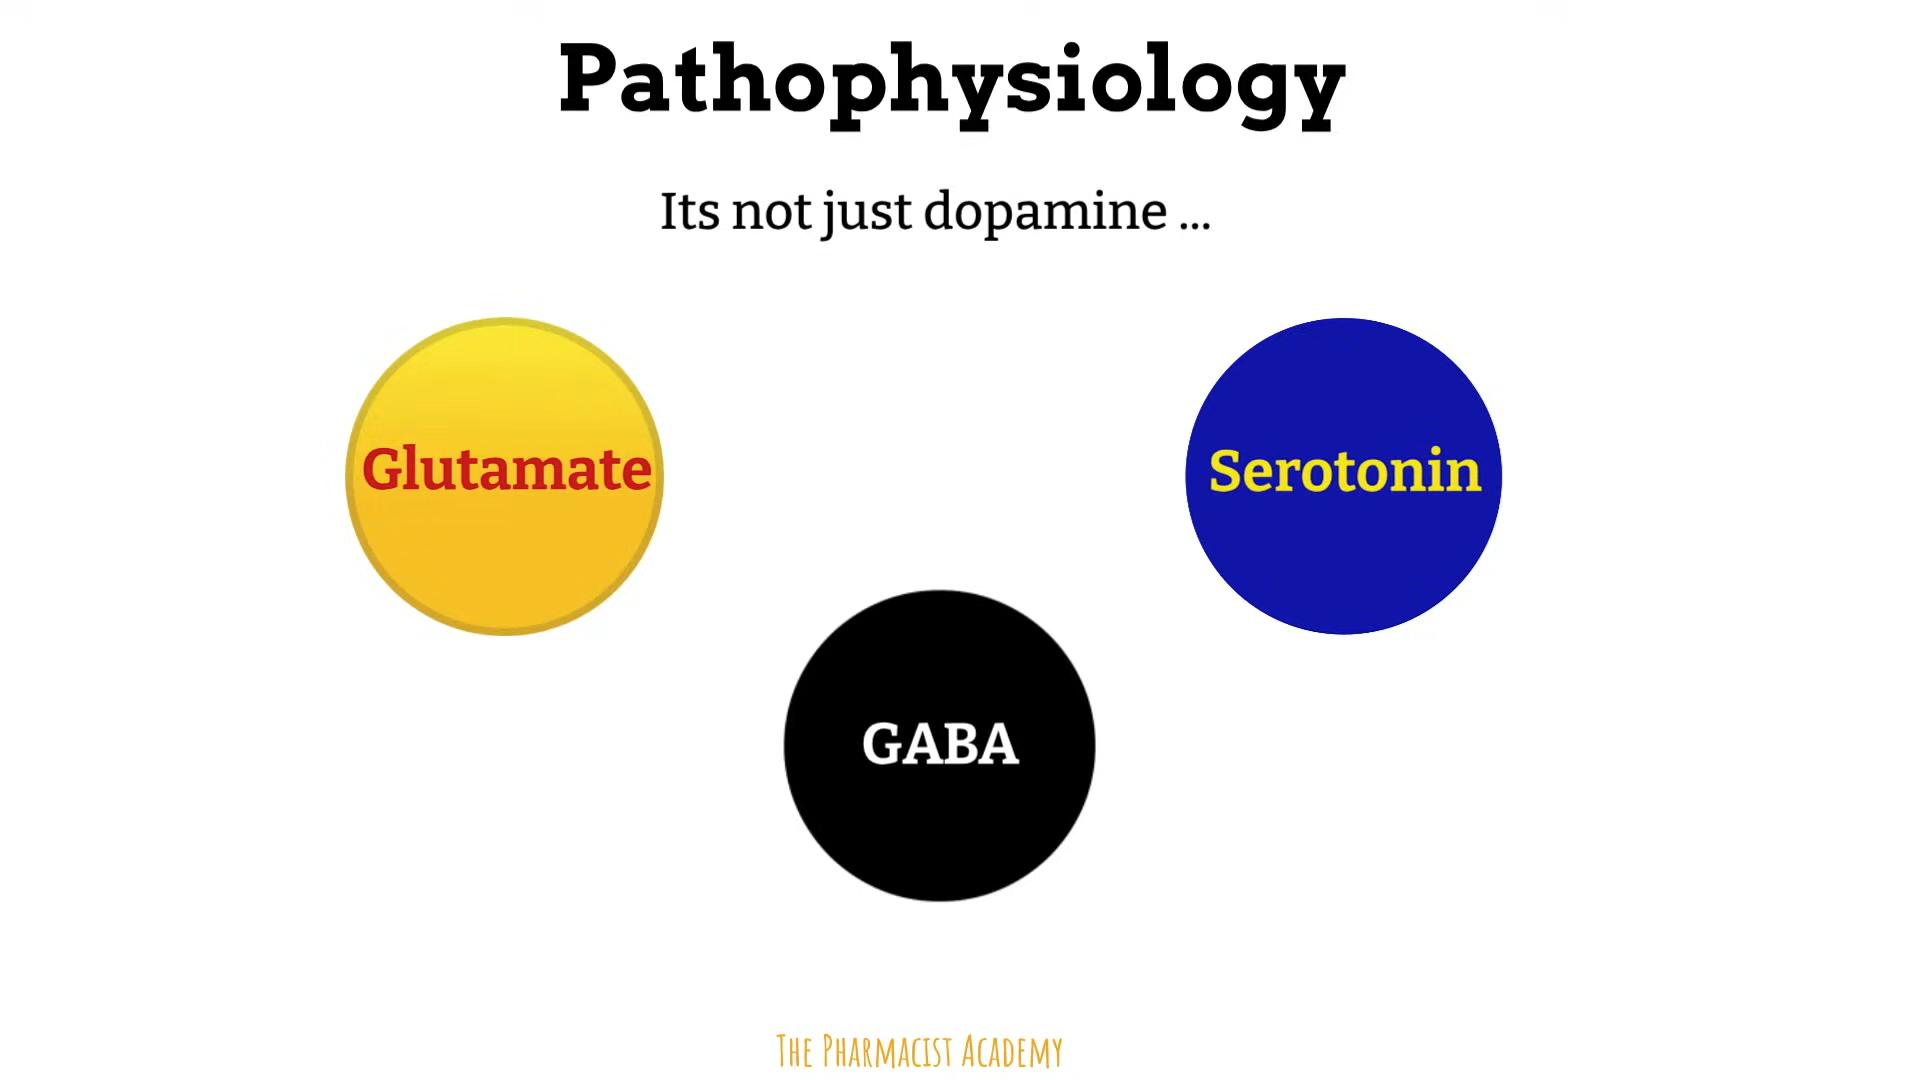 Pathophysiology
Its not just dopamine ...
Glutamate
Serotonin
GABA
The Pharmacist Academy